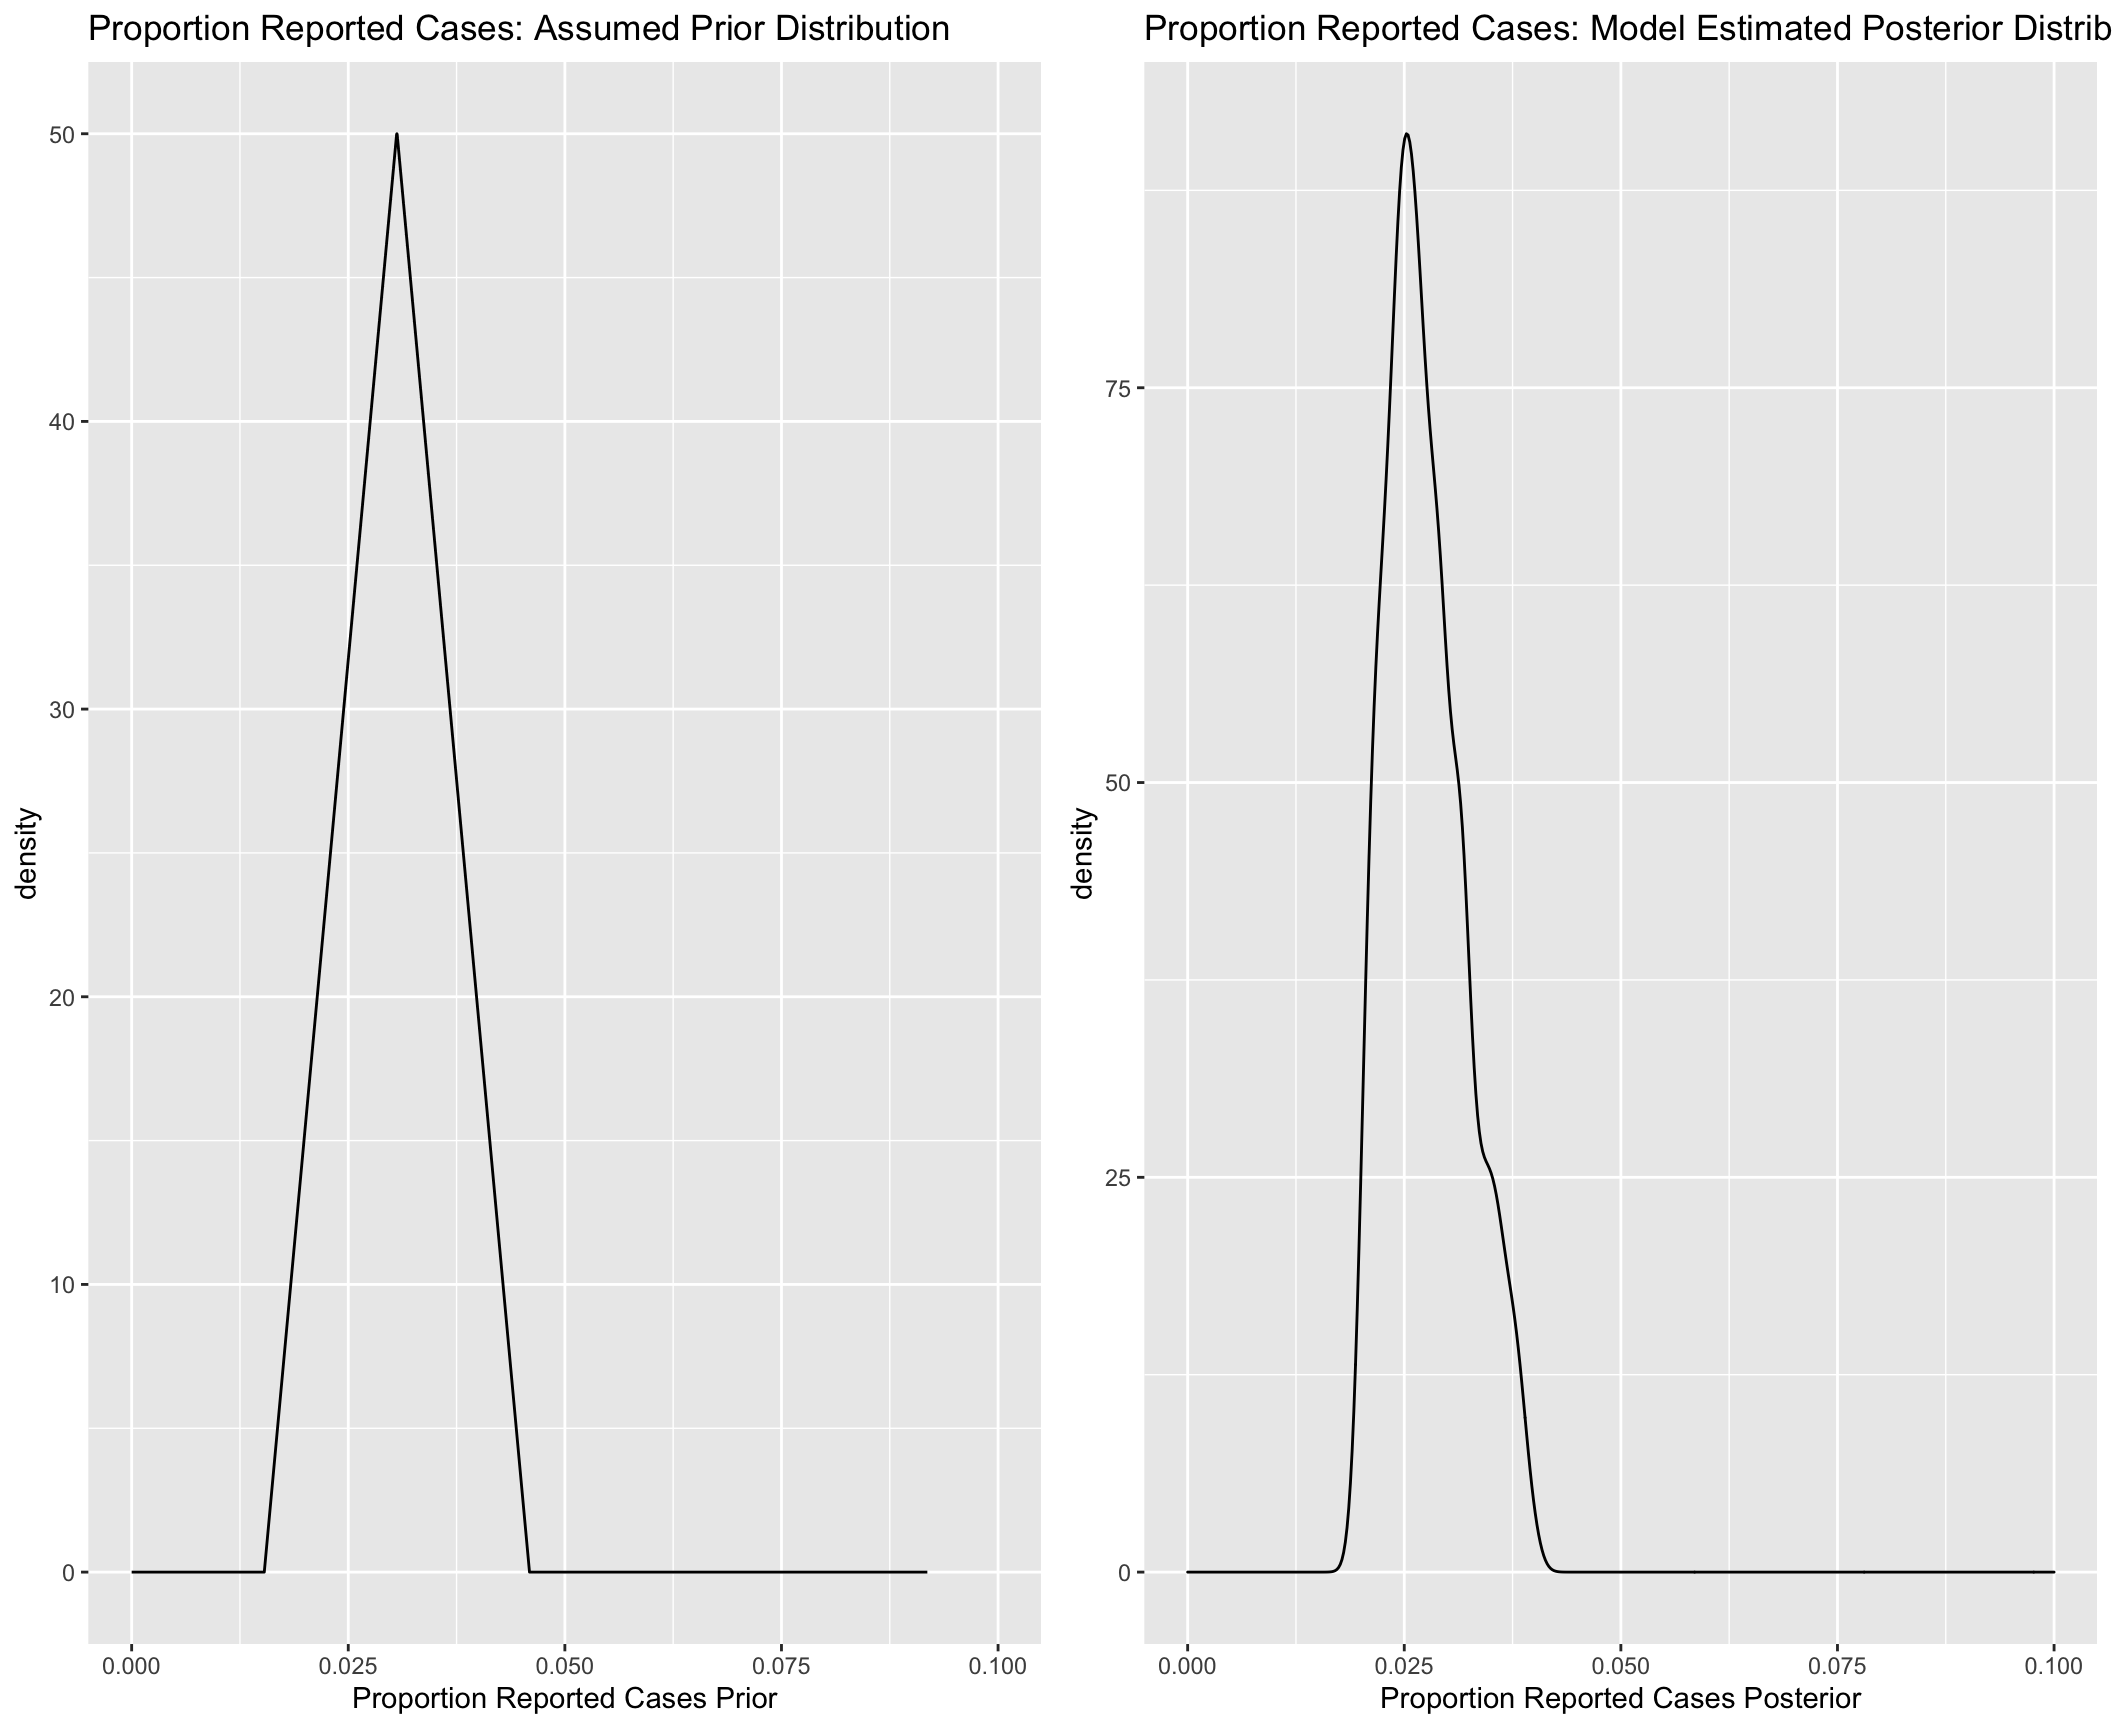 Proportion Reported Cases: Assumed Prior Distribution
50
40
30
20
10
0
density
0.000 0.025 0.050 0.075 0.100
Proportion Reported Cases Prior
Proportion Reported Cases: Model Estimated Posterior Distrib
75
50
25
0
density
0.000 0.025 0.050 0.075 0.100
Proportion Reported Cases Posterior